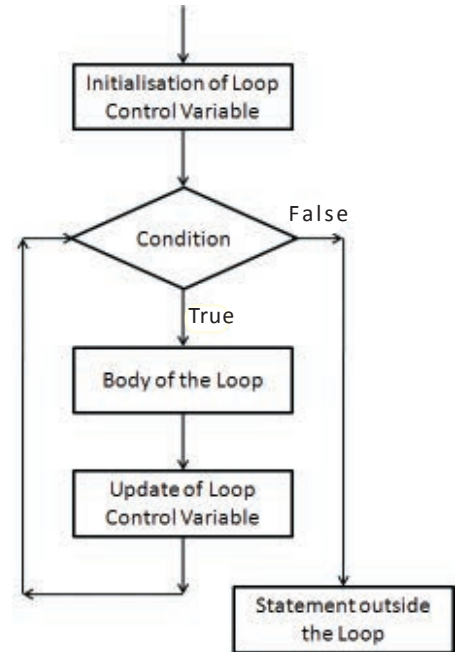 Initialisation of Loop
Control Variable
Condition
False
True
Body of the Loop
Update of Loop
Control Variable
Statement outside
the Loop